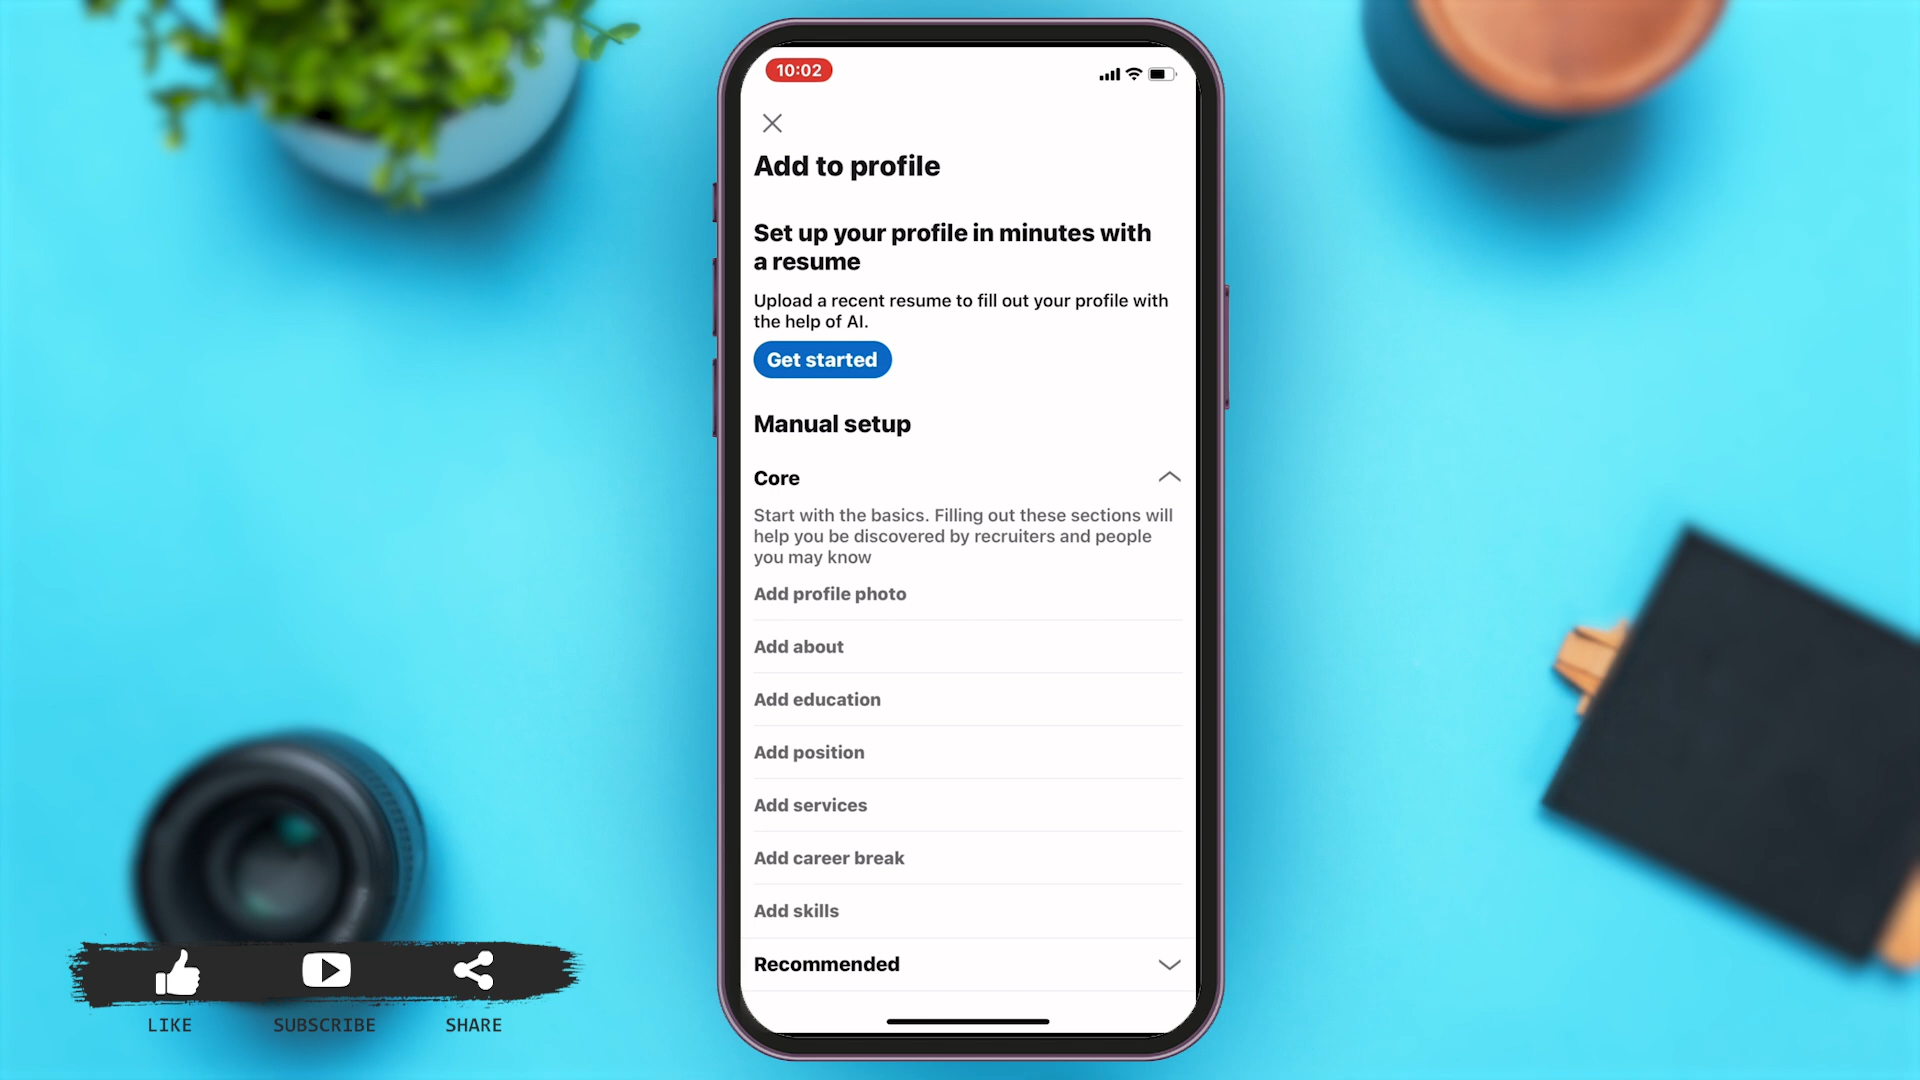 10:02
Add to profile
Set up your profile in minutes with
a resume
Upload a recent resume to fill out your profile with
the help of AI.
Get started
Manual setup
Core
Start with the basics. Filling out these sections will
help you be discovered by recruiters and people
you may know
Add profile photo
Add about
Add education
Add position
Add services
Add career break
Add skills
Recommended
LIKE SUBSCRIBE SHARE